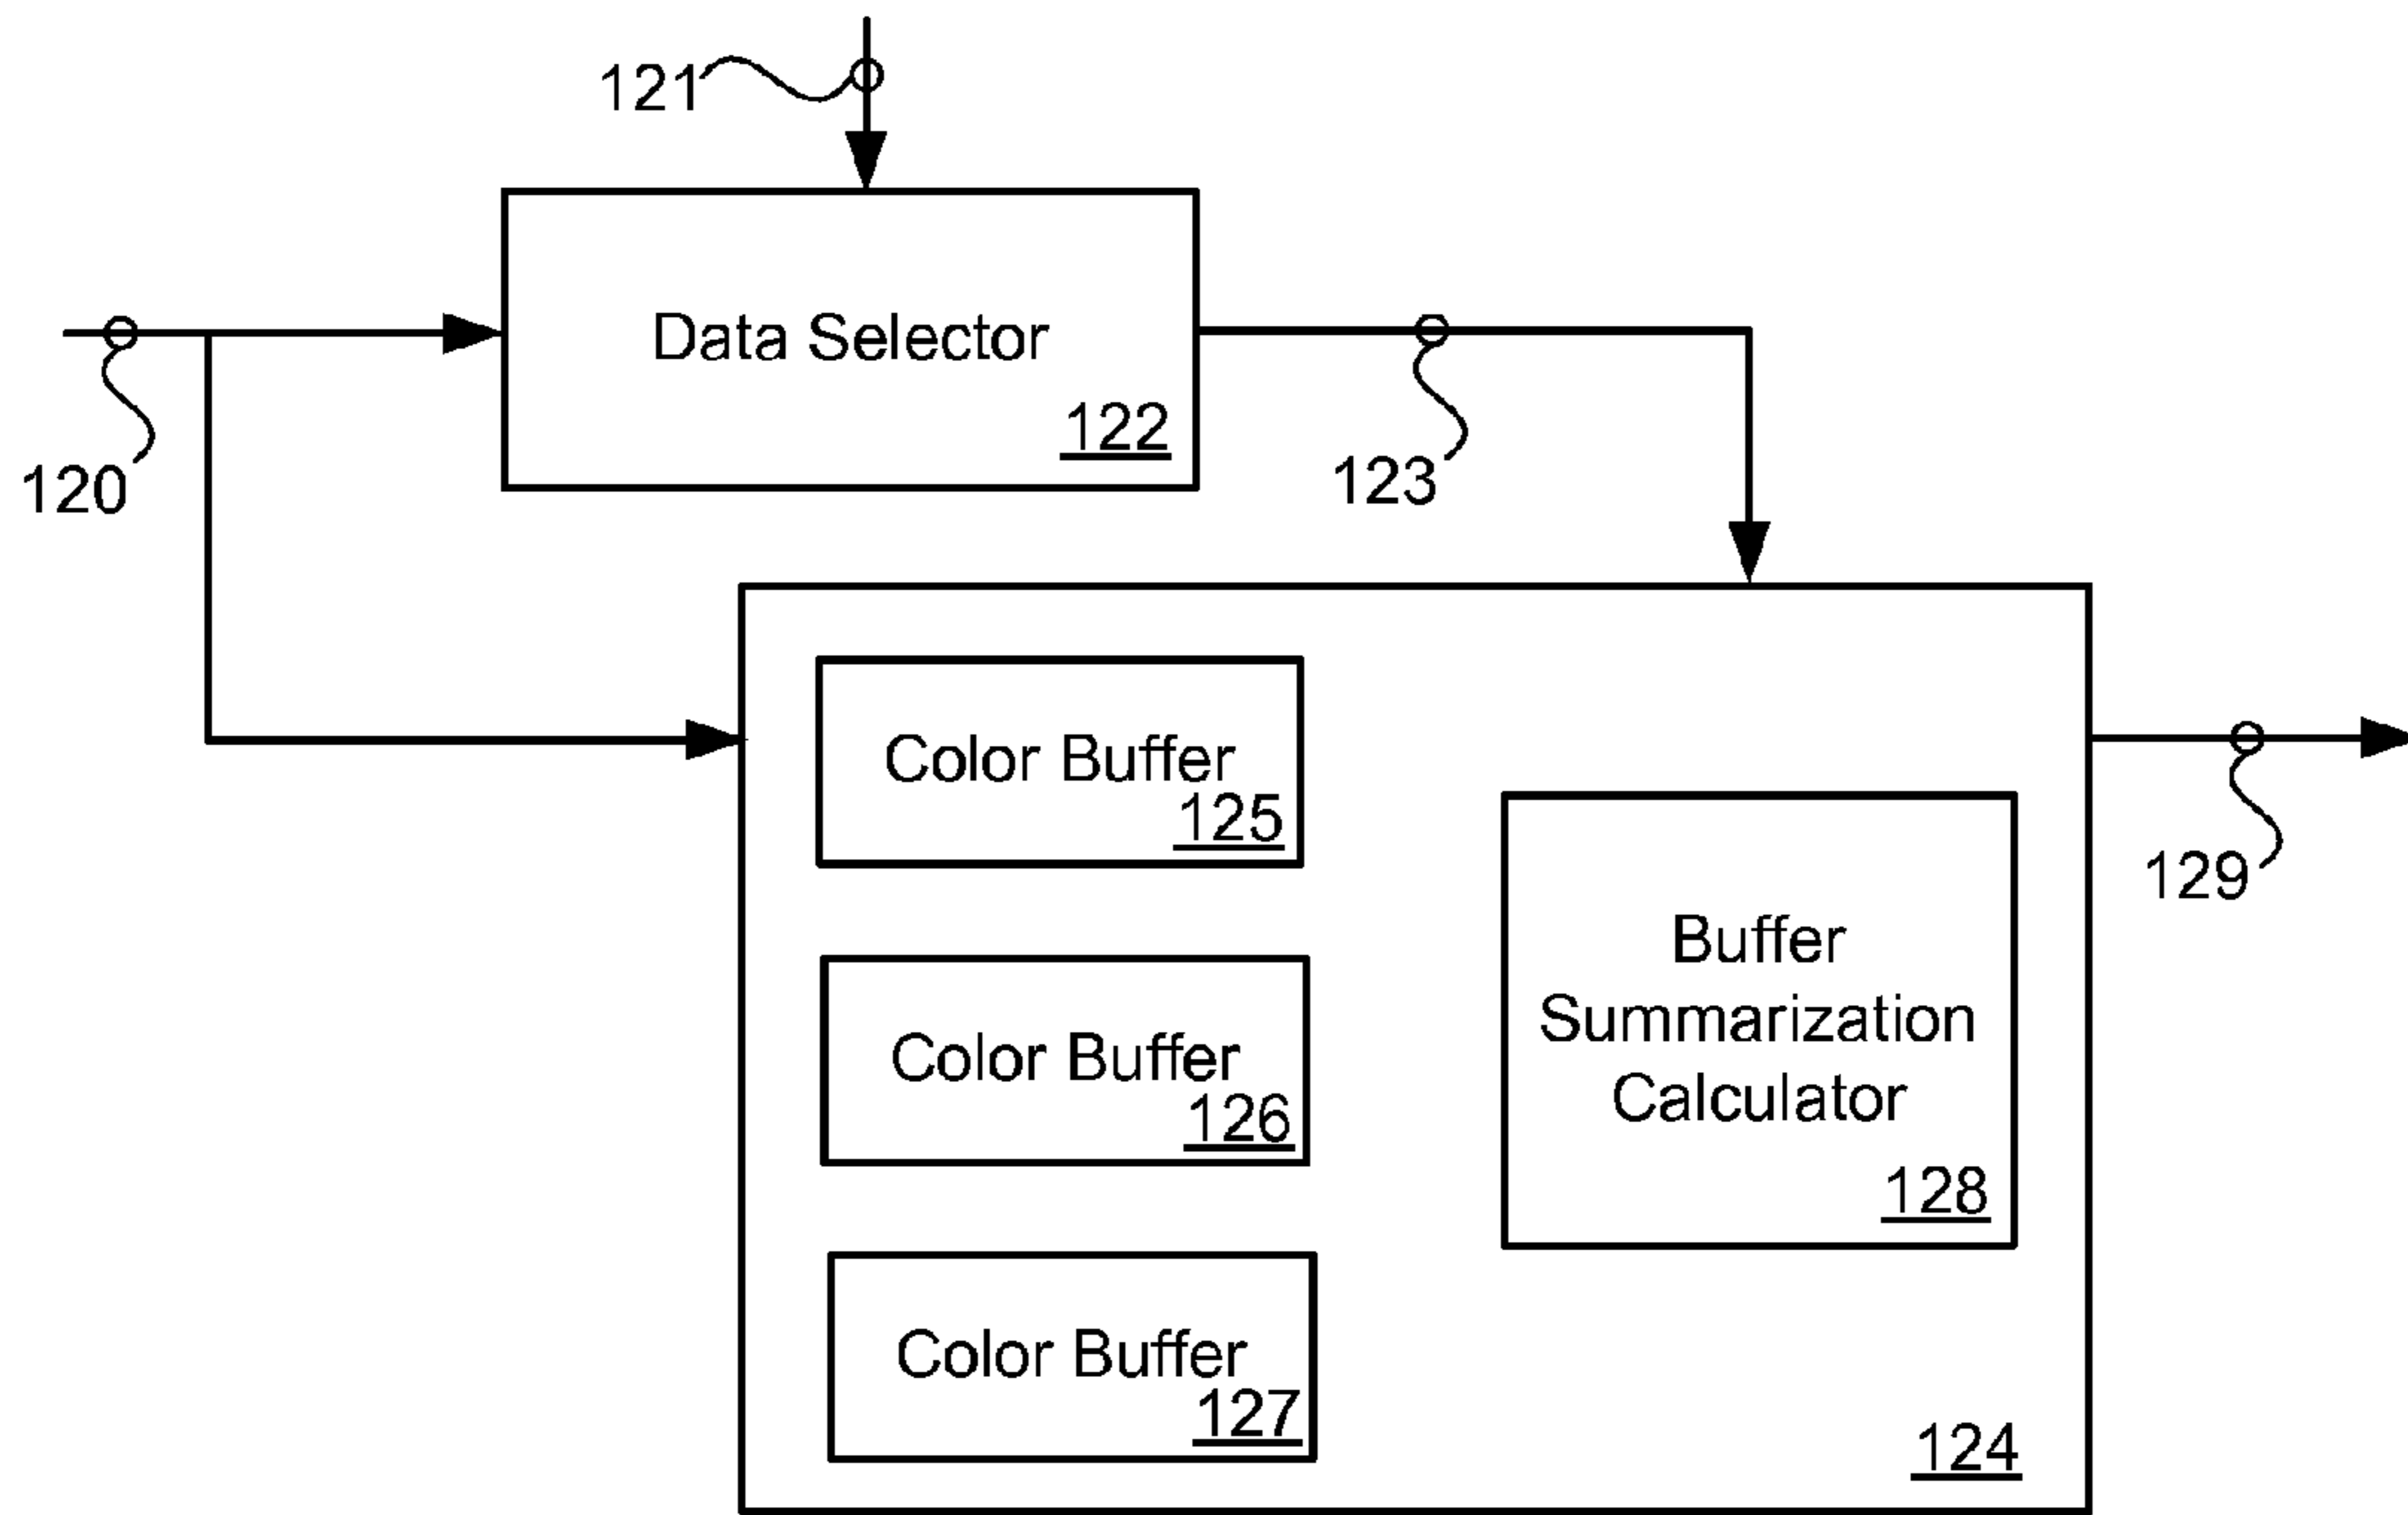 121
Data Selector
122
120
123
Color Buffer
125
129
Buffer
Summarization
Calculator
128
Color Buffer
126
Color Buffer
127
124